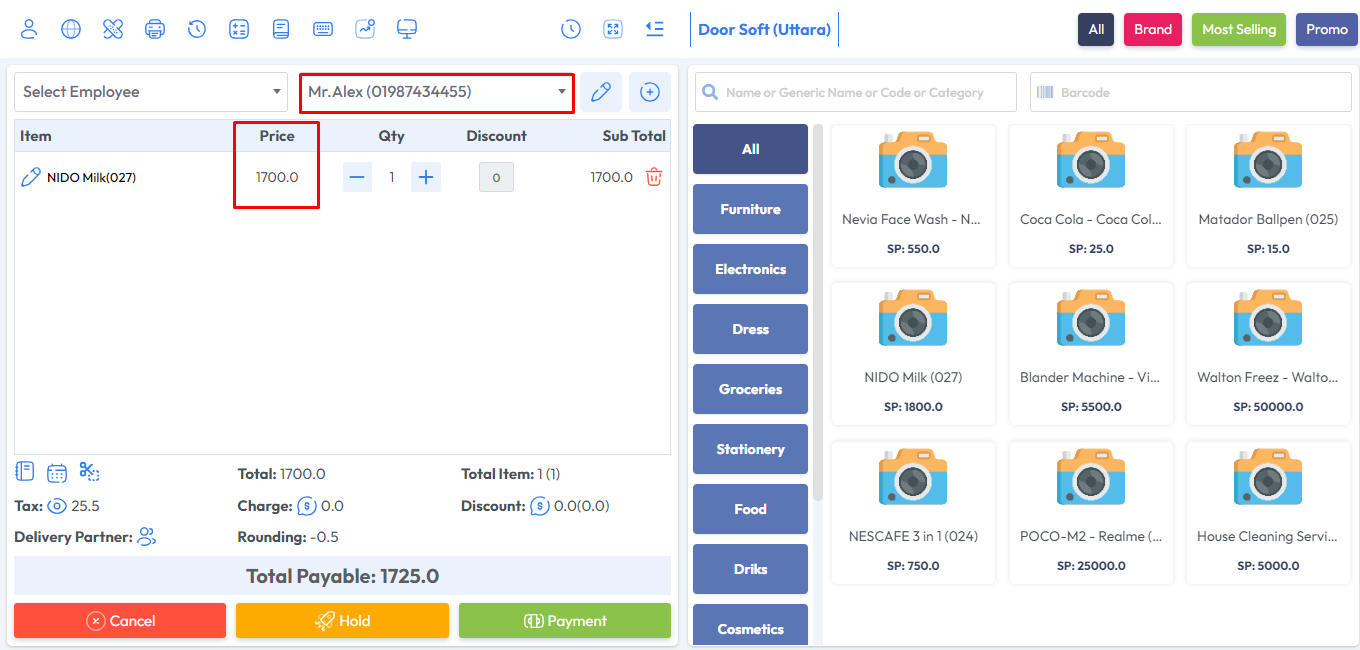 Door Soft (Uttara)
All Brand Most Selling Promo
Select Employee Mr.Alex (01987434455)
Item Price Qty Discount Sub Total
NIDO Milk(027) 1700.0 1 0 1700.0
Total: 1700.0 Total Item: 1 (1)
Tax: 25.5 Charge: 0.0 Discount: 0.0(0.0)
Delivery Partner: Rounding: -0.5
Total Payable: 1725.0
Cancel Hold Payment
Name or Generic Name or Code or Category Barcode
All
Furniture
Electronics
Dress
Groceries
Stationery
Food
Driks
Cosmetics
Nevia Face Wash - N... Coca Cola - Coca Col... Matador Ballpen (025)
SP: 550.0 SP: 25.0 SP: 15.0
NIDO Milk (027) Blander Machine - Vi... Walton Freez - Walto...
SP: 1800.0 SP: 5500.0 SP: 50000.0
NESCAFE 3 in 1 (024) POCO-M2 - Realme (... House Cleaning Servi...
SP: 750.0 SP: 25000.0 SP: 5000.0